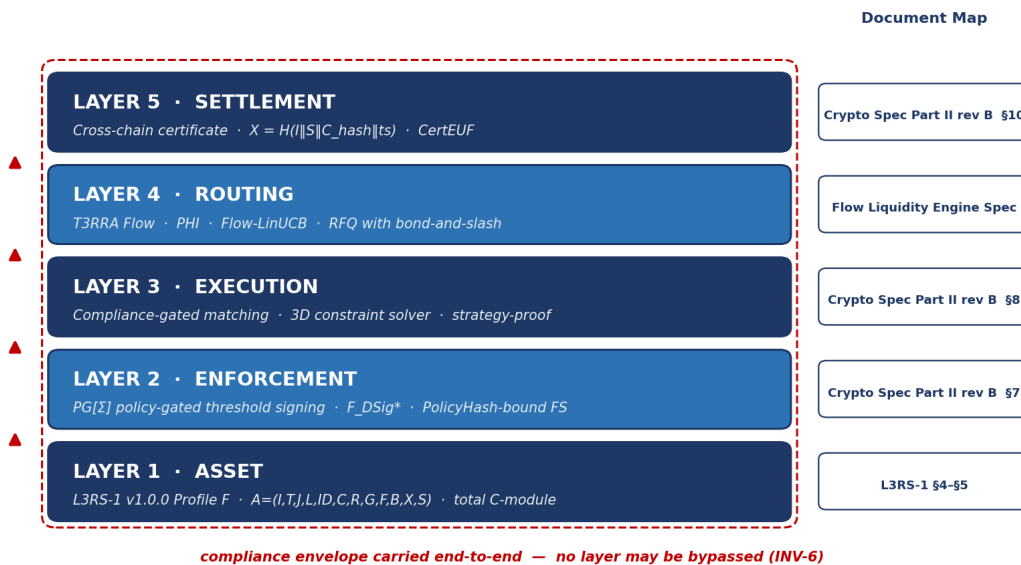 Document Map
LAYER 5 · SETTLEMENT
Cross-chain certificate · X = H(I‖S‖C_hash‖ts) · CertEUF
Crypto Spec Part II rev B §10
LAYER 4 · ROUTING
T3RRA Flow · PHI · Flow-LinUCB · RFQ with bond-and-slash
Flow Liquidity Engine Spec
LAYER 3 · EXECUTION
Compliance-gated matching · 3D constraint solver · strategy-proof
Crypto Spec Part II rev B §8
LAYER 2 · ENFORCEMENT
PG[Σ] policy-gated threshold signing · F_DSig* · PolicyHash-bound FS
Crypto Spec Part II rev B §7
LAYER 1 · ASSET
L3RS-1 v1.0.0 Profile F · A=(I,T,J,L,ID,C,R,G,F,B,X,S) · total C-module
L3RS-1 §4–§5
compliance envelope carried end-to-end — no layer may be bypassed (INV-6)